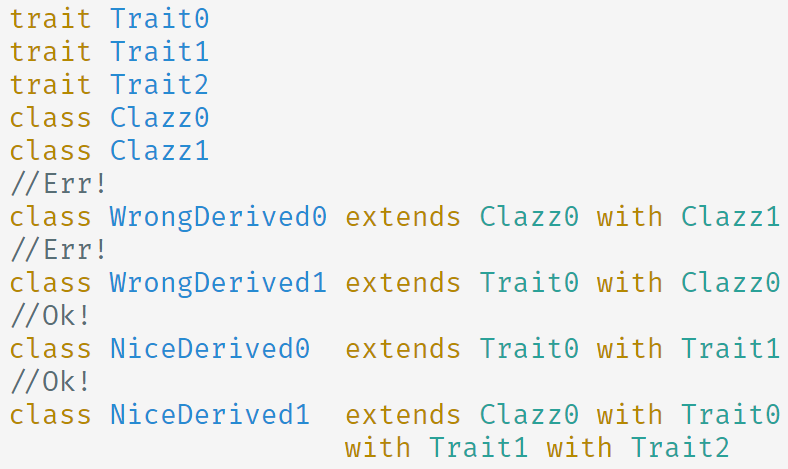 trait Trait0
trait Trait1
trait Trait2
class Clazz0
class Clazz1
//Err!
class WrongDerived0 extends Clazz0 with Clazz1
//Err!
class WrongDerived1 extends Trait0 with Clazz0
//Ok!
class NiceDerived0  extends Trait0 with Trait1
//Ok!
class NiceDerived1  extends Clazz0 with Trait0
                    with Trait1 with Trait2